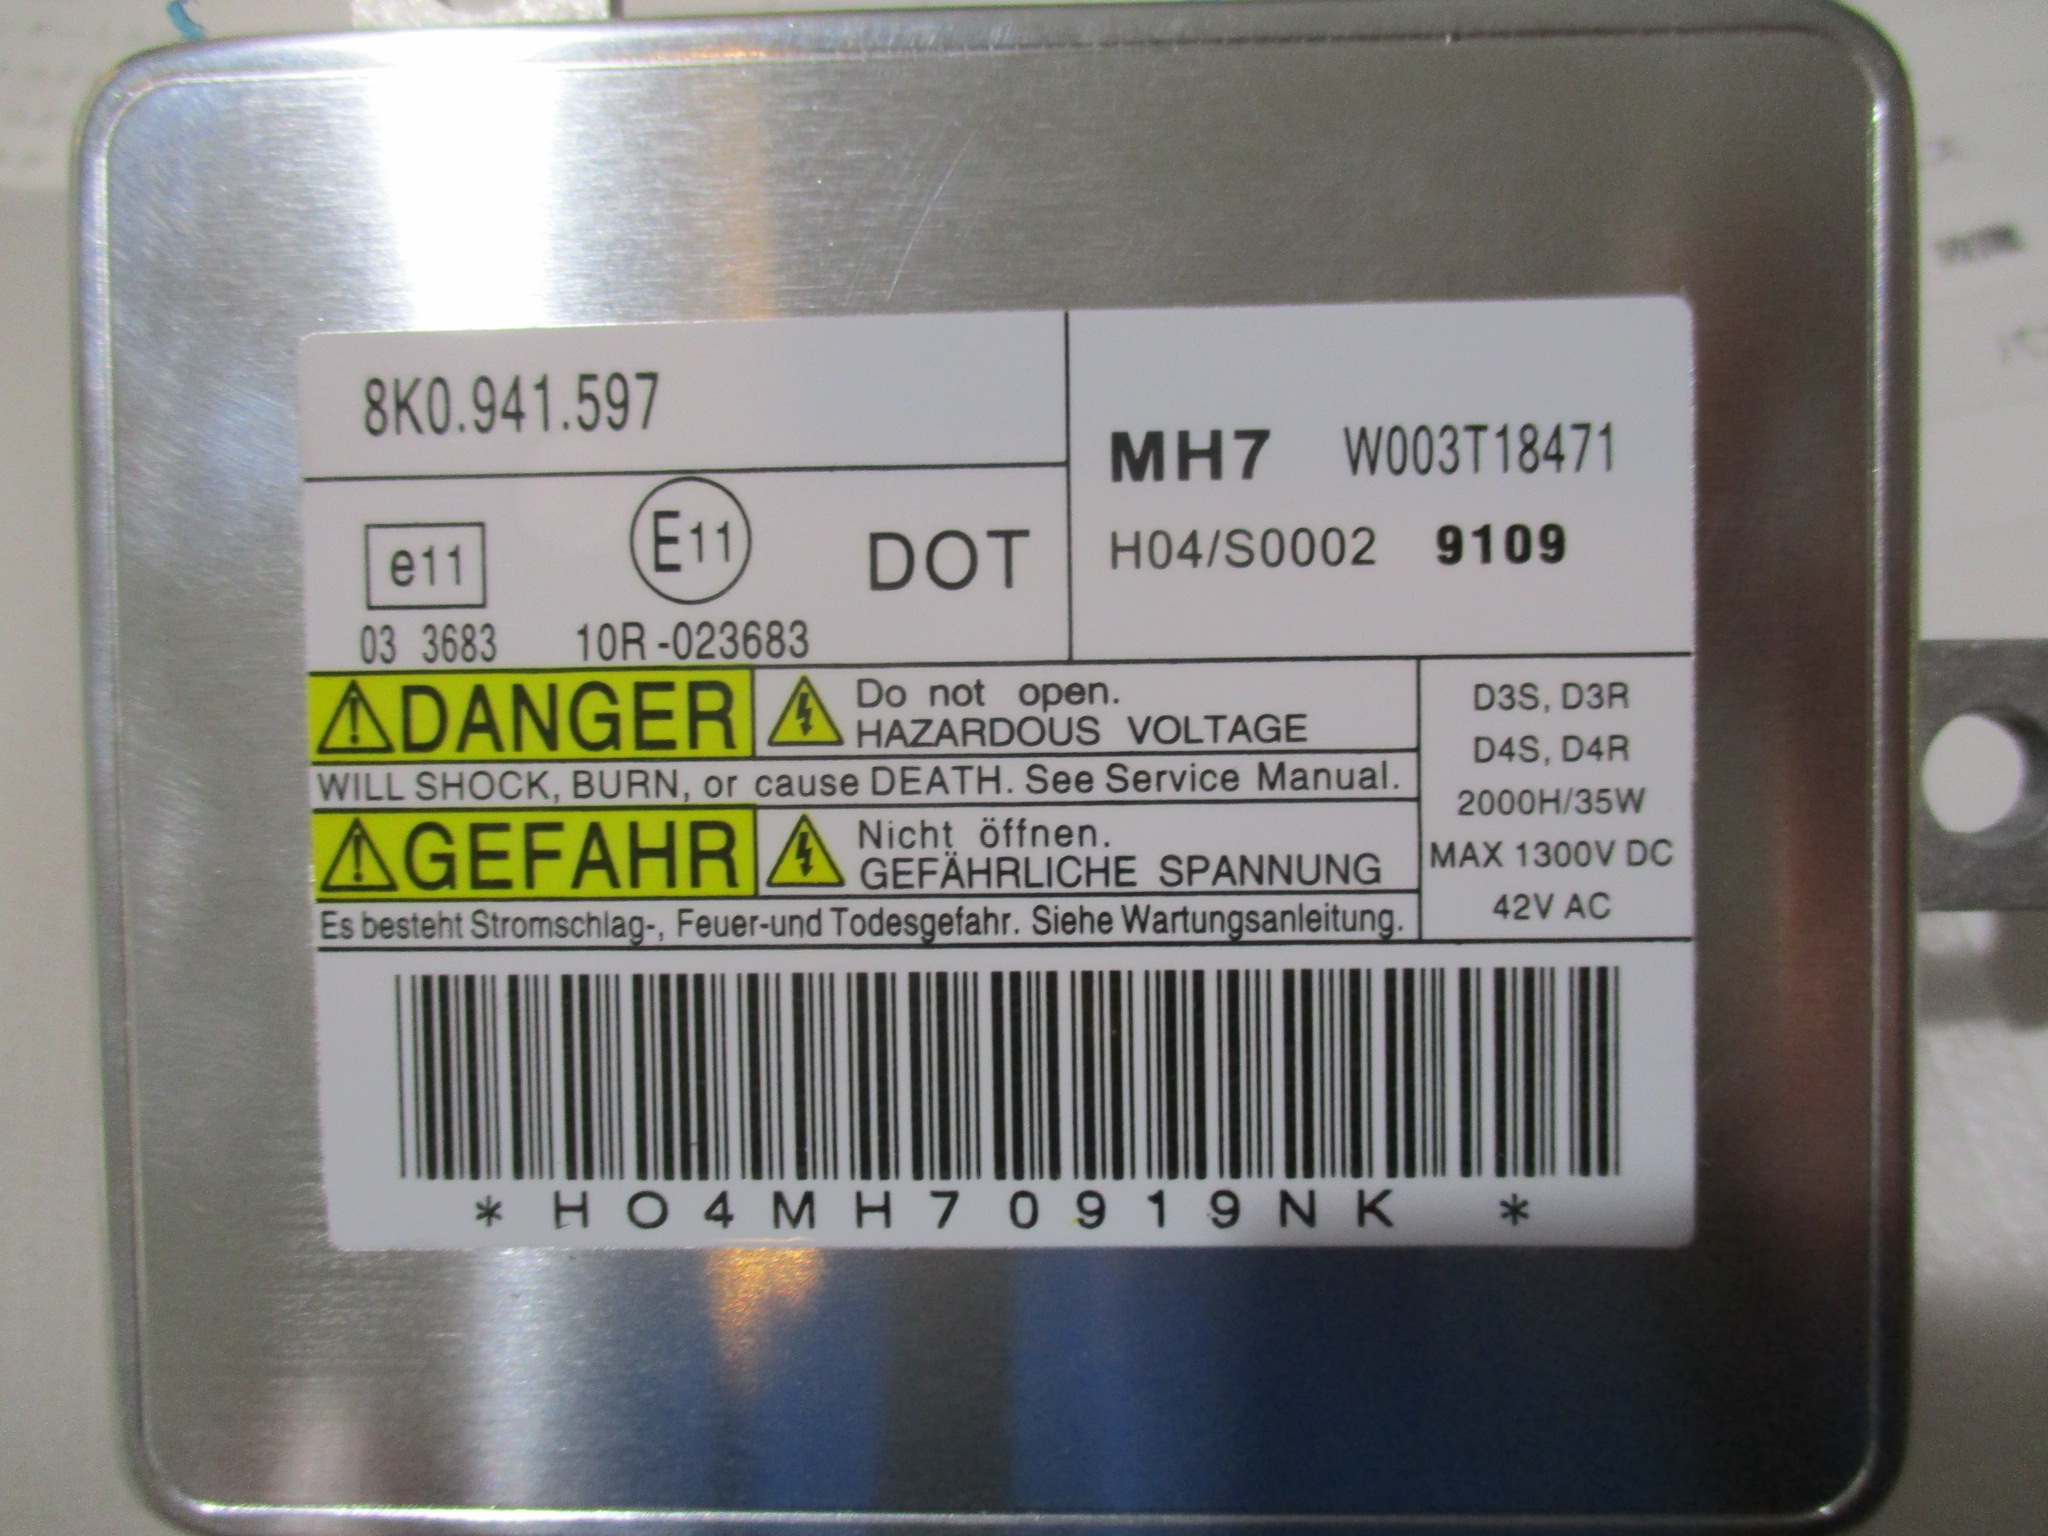 8K0.941.597
MH7 W003T18471
H04/S0002 9109
e11 E11 DOT
03 3683 10R-023683
DANGER Do not open.
HAZARDOUS VOLTAGE
WILL SHOCK, BURN, or cause DEATH. See Service Manual.
GEFAHR Nicht öffnen.
GEFÄHRLICHE SPANNUNG
Es besteht Stromschlag-, Feuer-und Todesgefahr. Siehe Wartungsanleitung.
D3S, D3R
D4S, D4R
2000H/35W
MAX 1300V DC
42V AC
*HO4MH70919NK*